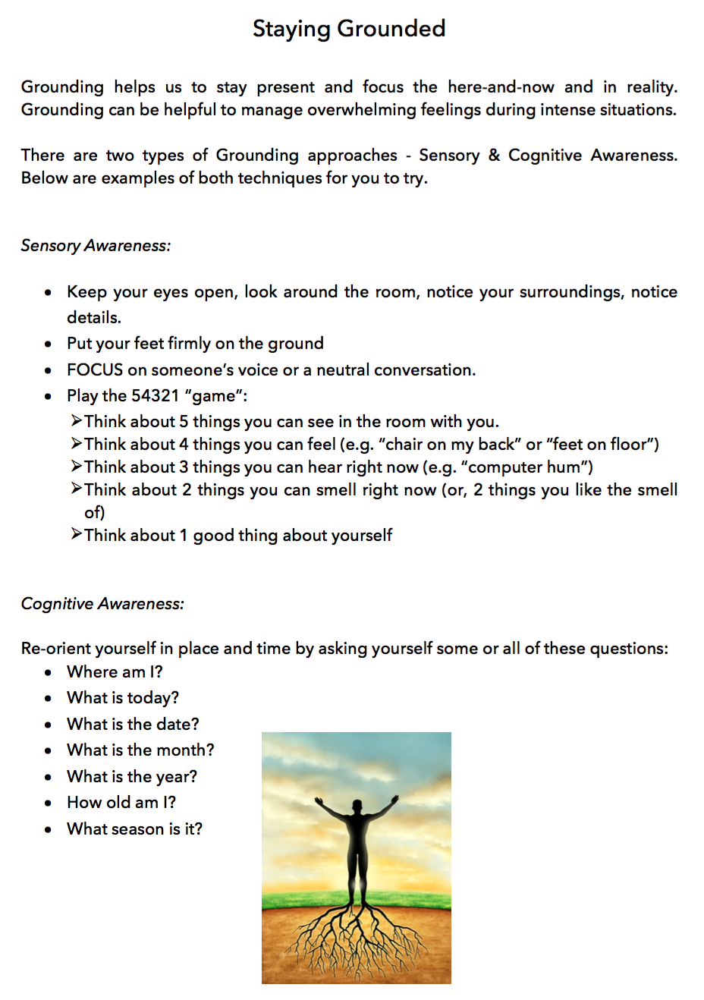 Staying Grounded
Grounding helps us to stay present and focus the here-and-now and in reality.
Grounding can be helpful to manage overwhelming feelings during intense situations.
There are two types of Grounding approaches - Sensory & Cognitive Awareness.
Below are examples of both techniques for you to try.
Sensory Awareness:
• Keep your eyes open, look around the room, notice your surroundings, notice
details.
• Put your feet firmly on the ground
• FOCUS on someone's voice or a neutral conversation.
• Play the 54321 "game":
➢Think about 5 things you can see in the room with you.
➢Think about 4 things you can feel (e.g. "chair on my back" or "feet on floor")
➢Think about 3 things you can hear right now (e.g. "computer hum")
➢Think about 2 things you can smell right now (or, 2 things you like the smell
of)
➢Think about 1 good thing about yourself
Cognitive Awareness:
Re-orient yourself in place and time by asking yourself some or all of these questions:
• Where am I?
• What is today?
• What is the date?
• What is the month?
• What is the year?
• How old am I?
• What season is it?